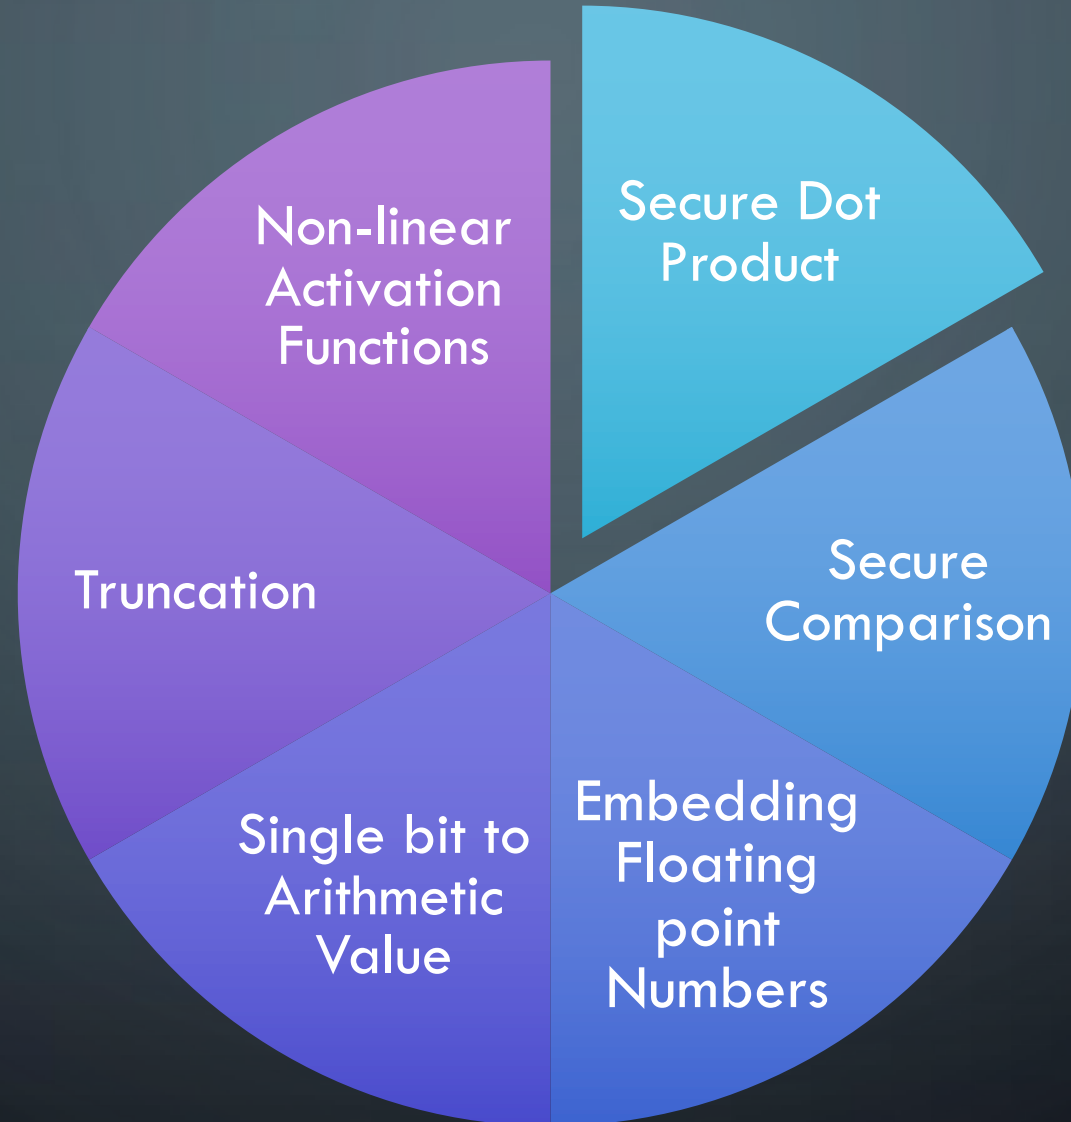 Secure Dot
Product
Secure
Comparison
Embedding
Floating
point
Numbers
Single bit to
Arithmetic
Value
Truncation
Non-linear
Activation
Functions